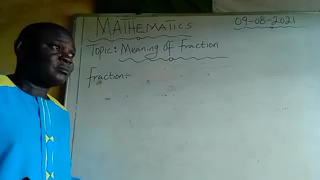 MATHEMATICS 09-08-2021
Topic: Meaning of fraction
fraction:-